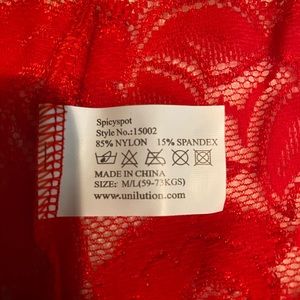 Spicyspot
Style No.:15002
85% NYLON 15% SPANDEX
MADE IN CHINA
SIZE: M/L(59-73KGS)
www.unilution.com